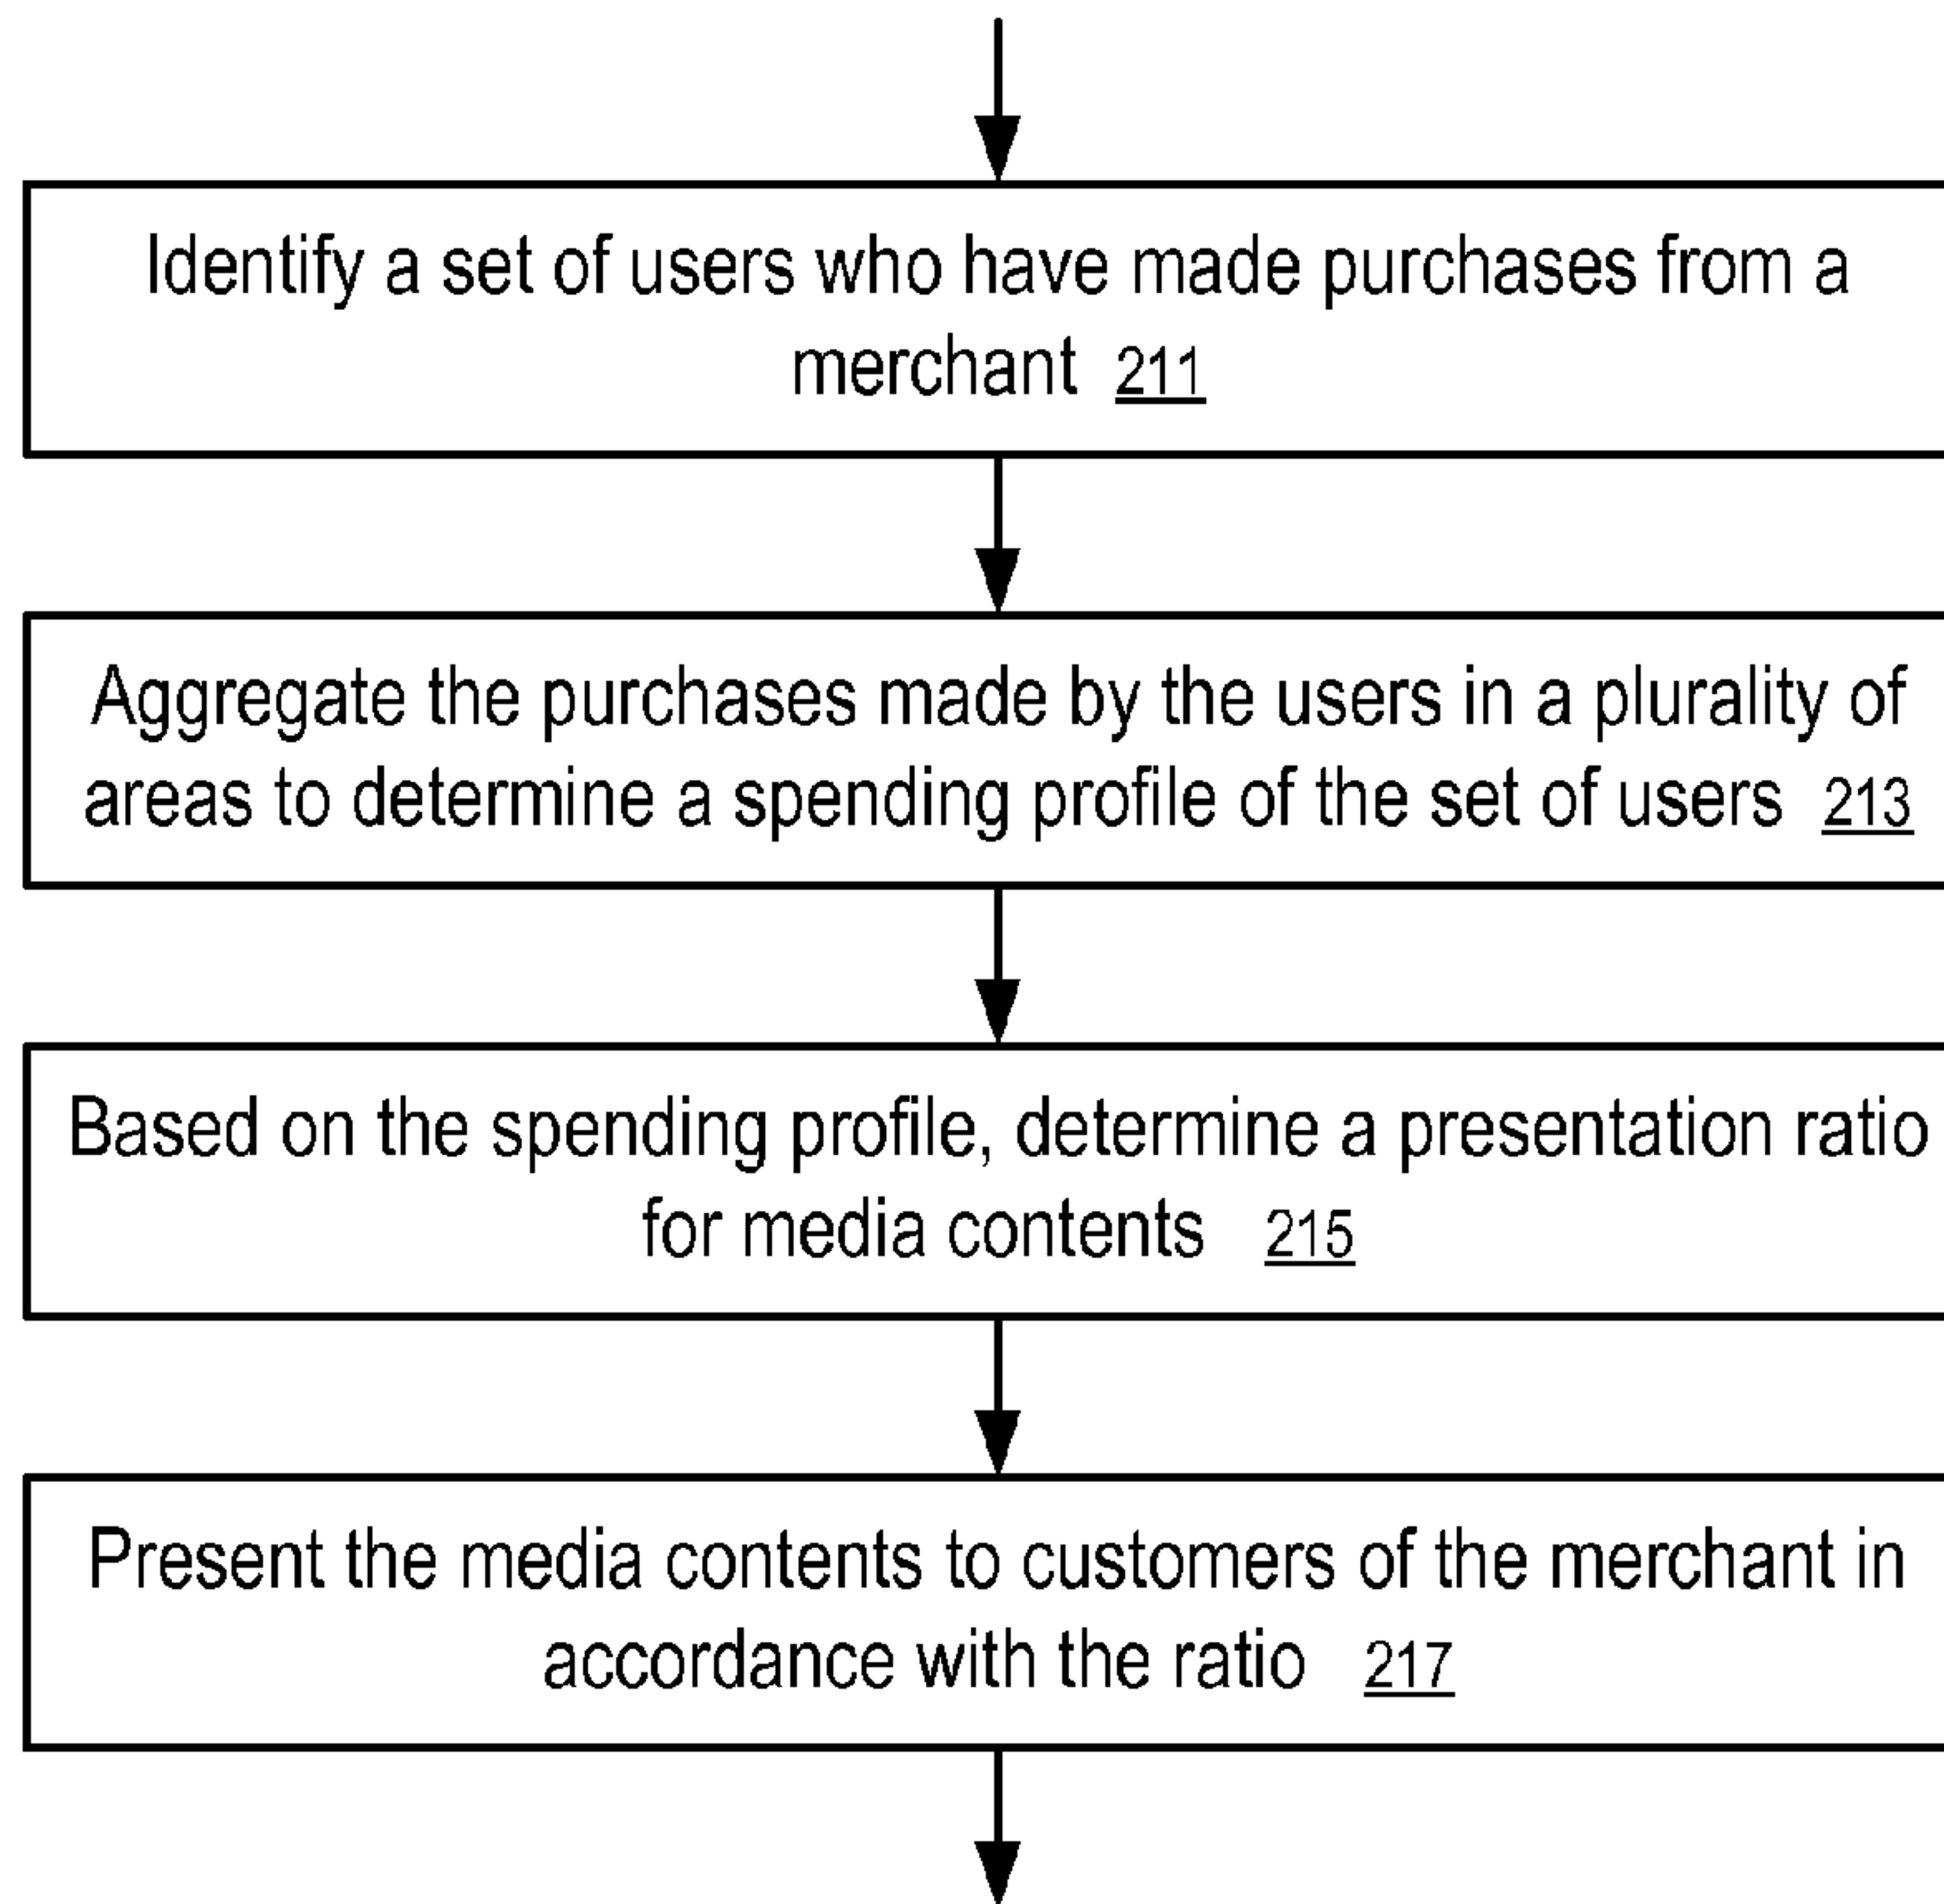 Identify a set of users who have made purchases from a
merchant 211
Aggregate the purchases made by the users in a plurality of
areas to determine a spending profile of the set of users 213
Based on the spending profile, determine a presentation ratio
for media contents 215
Present the media contents to customers of the merchant in
accordance with the ratio 217